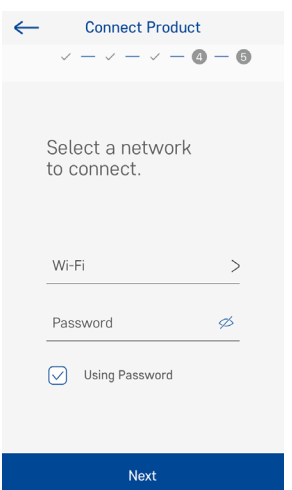 Connect Product
4 5
Select a network
to connect.
Wi-Fi
Password
Using Password
Next